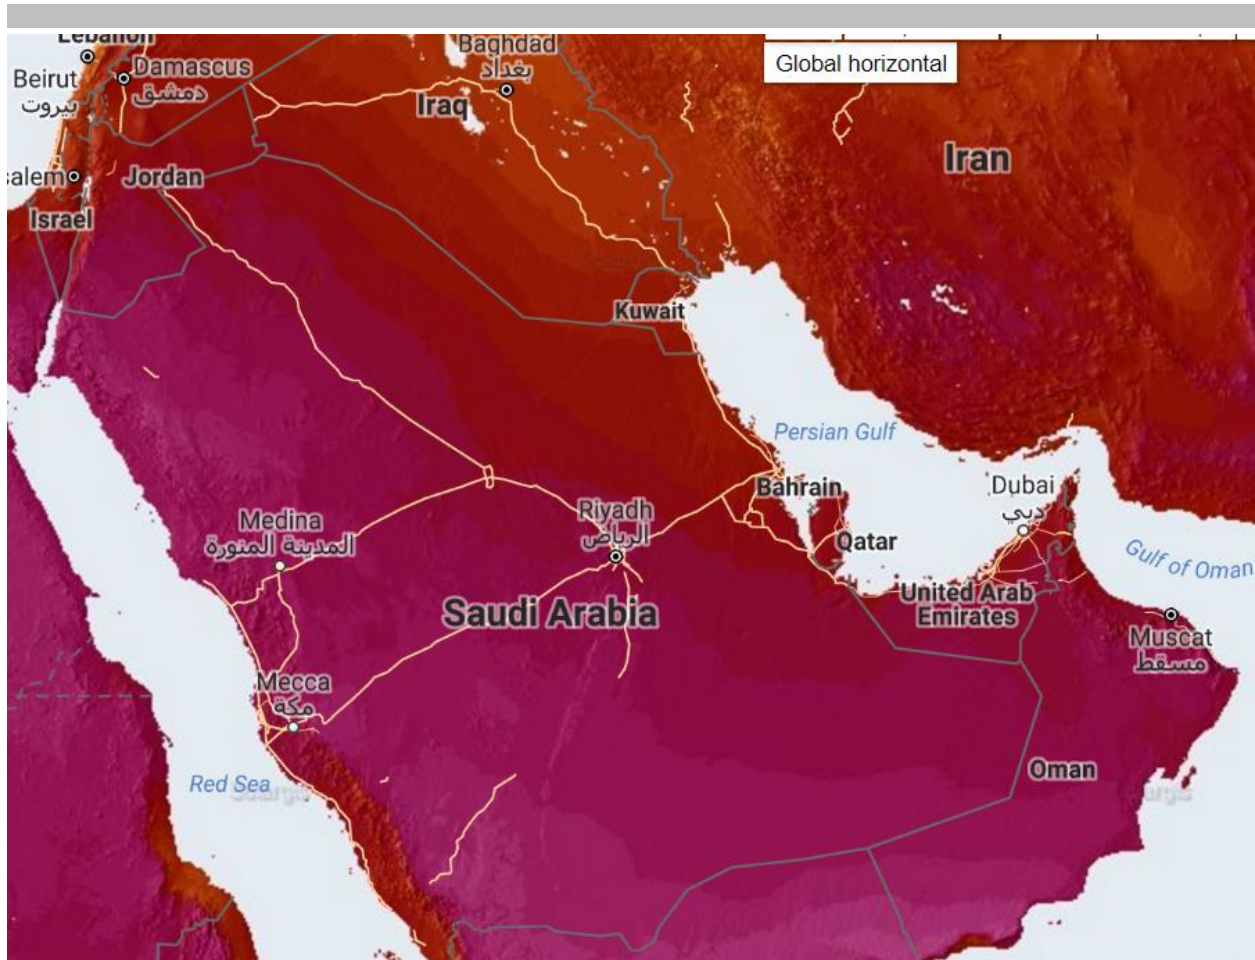 Lebanon
Baghdad
بغداد
Global horizontal
Beirut
بيروت
Damascus
دمشق
Iraq
Iran
salem
Jordan
Israel
Kuwait
Persian Gulf
Bahrain
Dubai
دبي
Medina
المدينة المنورة
Riyadh
الرياض
Qatar
Gulf of Oman
Saudi Arabia
United Arab
Emirates
Muscat
مسقط
Mecca
مكة
Oman
Red Sea